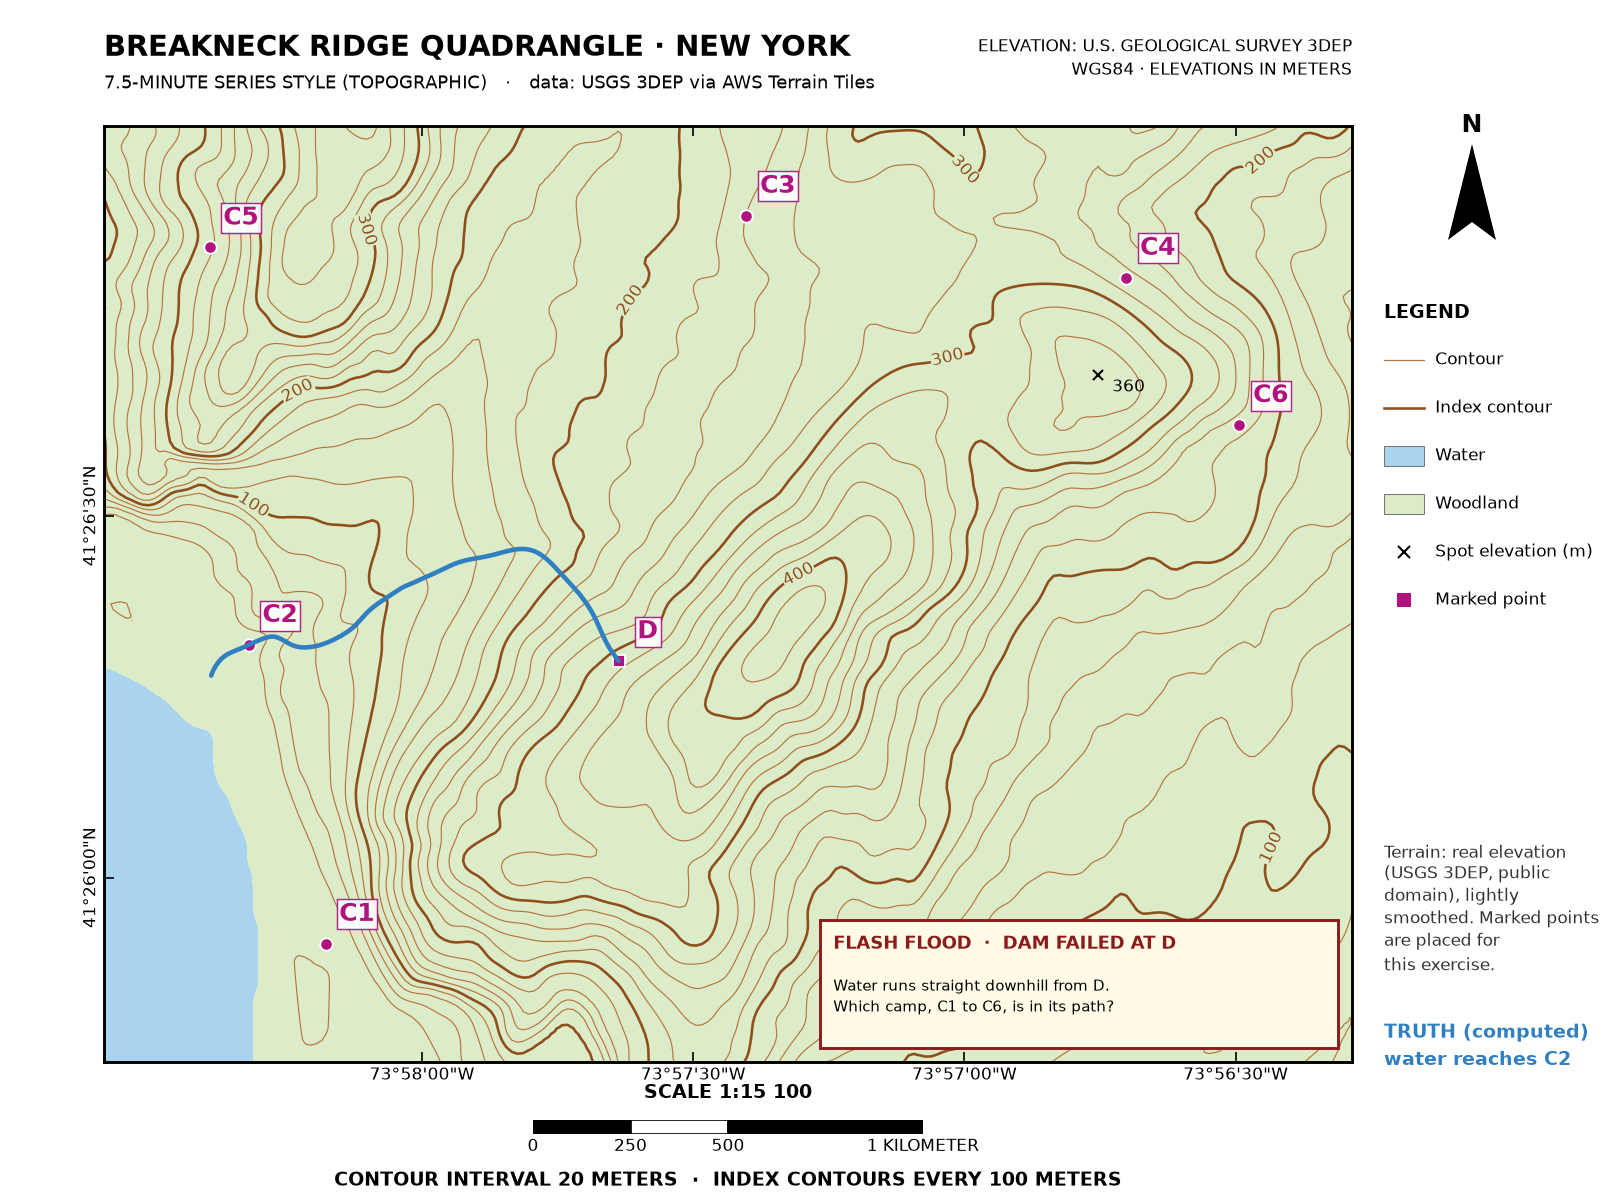 BREAKNECK RIDGE QUADRANGLE · NEW YORK
7.5-MINUTE SERIES STYLE (TOPOGRAPHIC) · data: USGS 3DEP via AWS Terrain Tiles
ELEVATION: U.S. GEOLOGICAL SURVEY 3DEP
WGS84 · ELEVATIONS IN METERS
N
300
200
C3
C5
300
C4
200
300
360
200
C6
100
400
C2
D
100
C1
41°26'30"N
41°26'00"N
LEGEND
Contour
Index contour
Water
Woodland
Spot elevation (m)
Marked point
Terrain: real elevation
(USGS 3DEP, public
domain), lightly
smoothed. Marked points
are placed for
this exercise.
FLASH FLOOD · DAM FAILED AT D
Water runs straight downhill from D.
Which camp, C1 to C6, is in its path?
TRUTH (computed)
water reaches C2
73°58'00"W
73°57'30"W
73°57'00"W
73°56'30"W
SCALE 1:15 100
0
250
500
1 KILOMETER
CONTOUR INTERVAL 20 METERS · INDEX CONTOURS EVERY 100 METERS